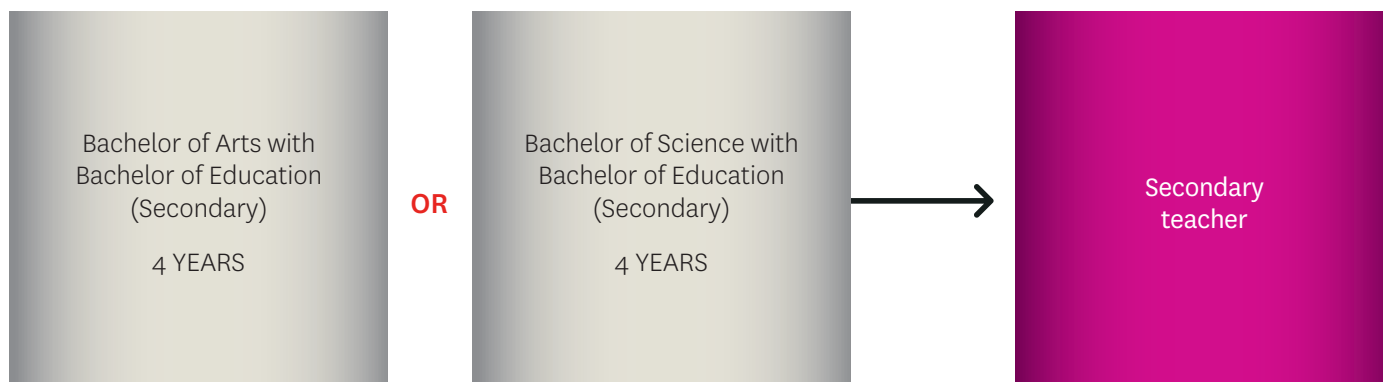 Bachelor of Arts with
Bachelor of Education
(Secondary)
4 YEARS
OR
Bachelor of Science with
Bachelor of Education
(Secondary)
4 YEARS
Secondary
teacher